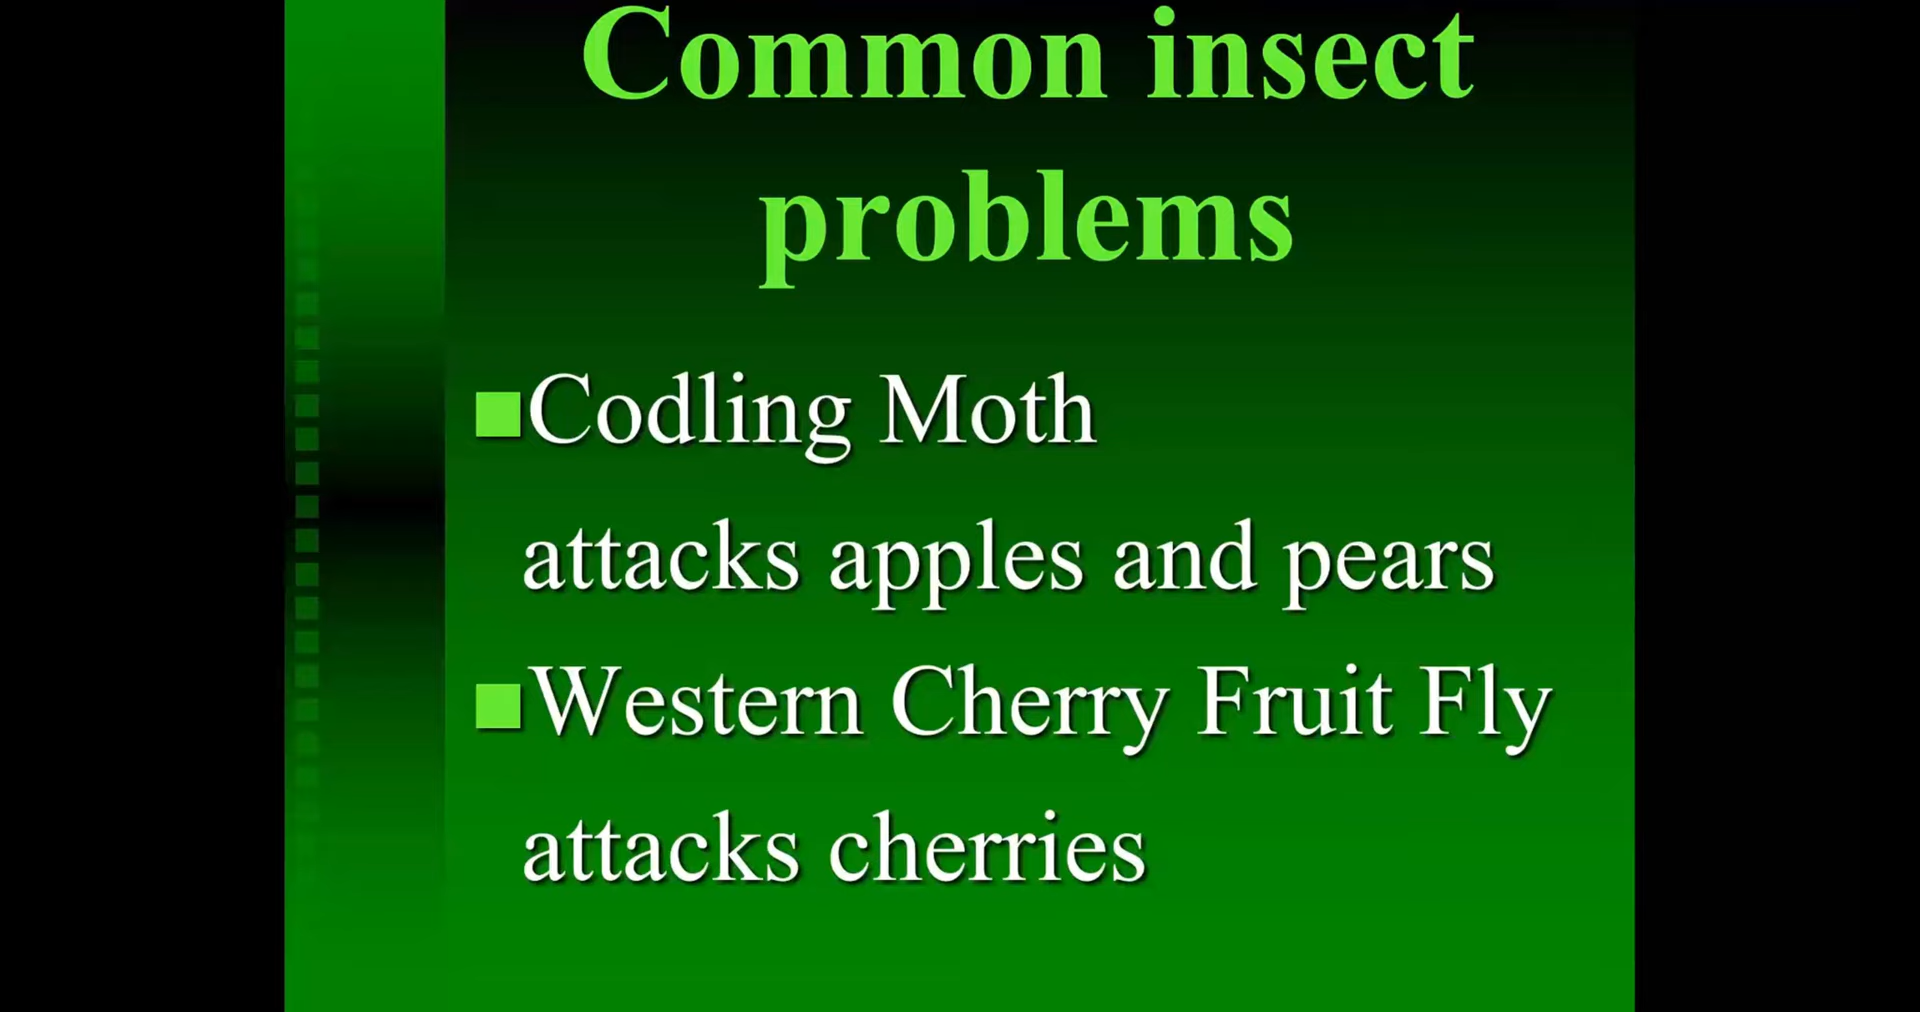 Common insect
problems
Codling Moth
attacks apples and pears
Western Cherry Fruit Fly
attacks cherries